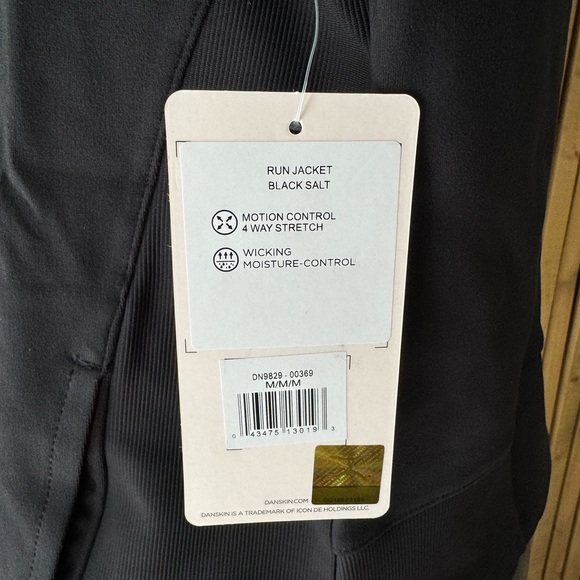 RUN JACKET
BLACK SALT
MOTION CONTROL
4 WAY STRETCH
WICKING
MOISTURE-CONTROL
DN9829 - 00369
M/M/M
0 43475 13019 3
DANSKIN.COM
DANSKIN IS A TRADEMARK OF ICON DE HOLDINGS LLC.